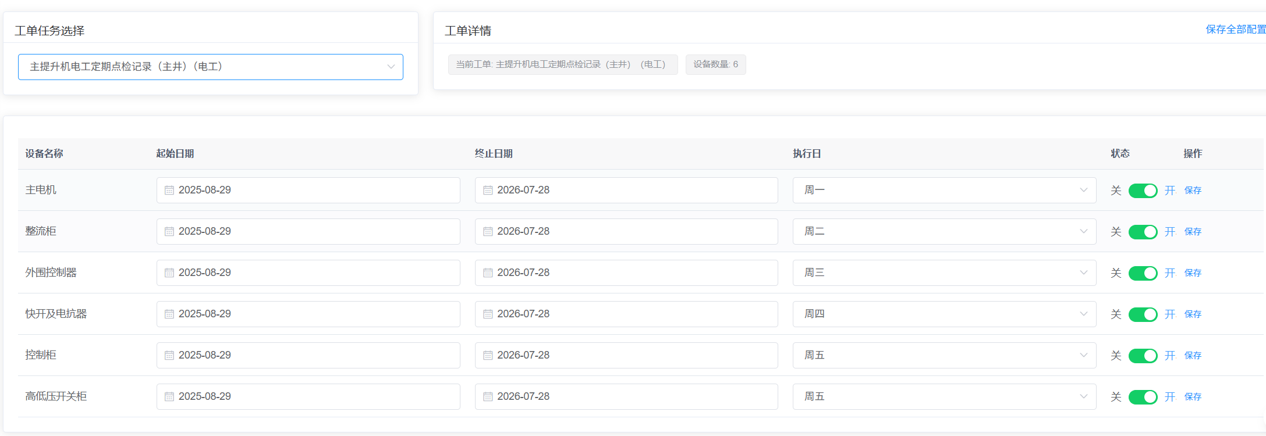 工单任务选择
主提升机电工定期点检记录（主井）（电工）
工单详情
保存全部配置
当前工单: 主提升机电工定期点检记录（主井）（电工）
设备数量: 6
设备名称 起始日期 终止日期 执行日 状态 操作
主电机 2025-08-29 2026-07-28 周一 关 开 保存
整流柜 2025-08-29 2026-07-28 周二 关 开 保存
外围控制器 2025-08-29 2026-07-28 周三 关 开 保存
快开及电抗器 2025-08-29 2026-07-28 周四 关 开 保存
控制柜 2025-08-29 2026-07-28 周五 关 开 保存
高低压开关柜 2025-08-29 2026-07-28 周五 关 开 保存